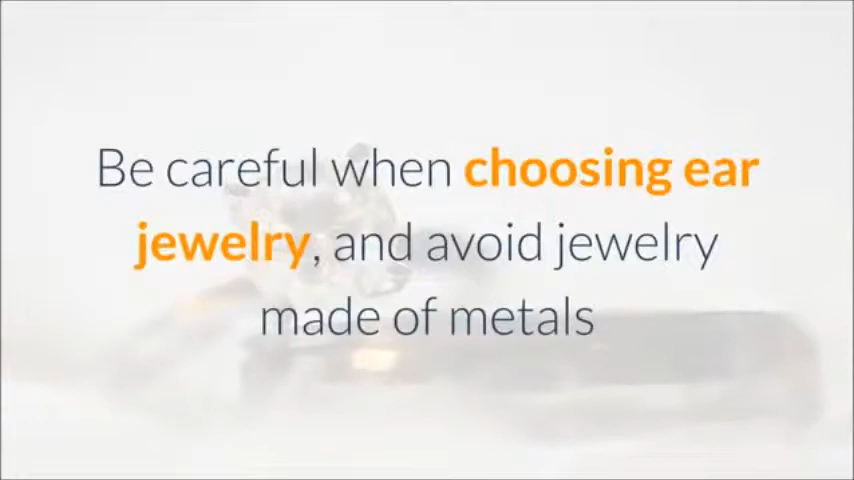 Be careful when choosing ear
jewelry, and avoid jewelry
made of metals